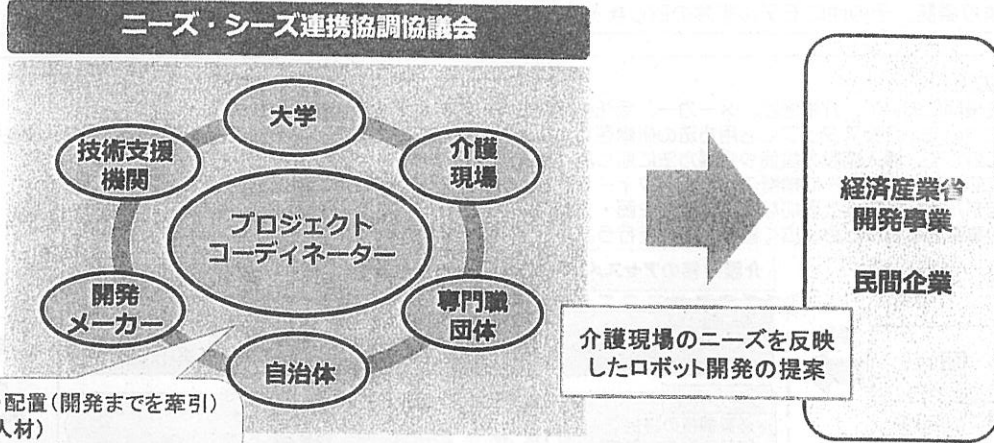 ニーズ・シーズ連携協調協議会
大学
技術支援
機関
介護
現場
プロジェクト
コーディネーター
開発
メーカー
専門職
団体
自治体
配置(開発までを牽引)
人材)
介護現場のニーズを反映
したロボット開発の提案
経済産業省
開発事業
民間企業